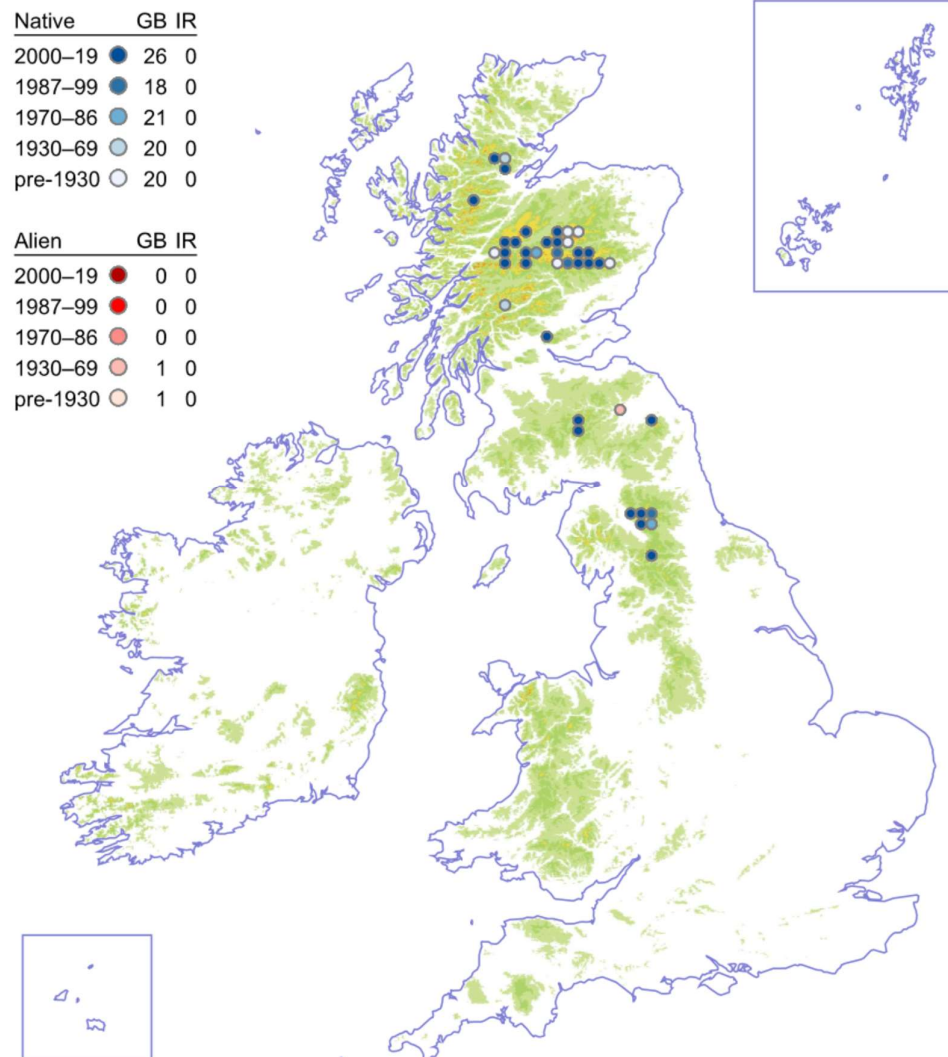 Native GB IR
2000–19 26 0
1987–99 18 0
1970–86 21 0
1930–69 20 0
pre-1930 20 0
Alien GB IR
2000–19 0 0
1987–99 0 0
1970–86 0 0
1930–69 1 0
pre-1930 1 0